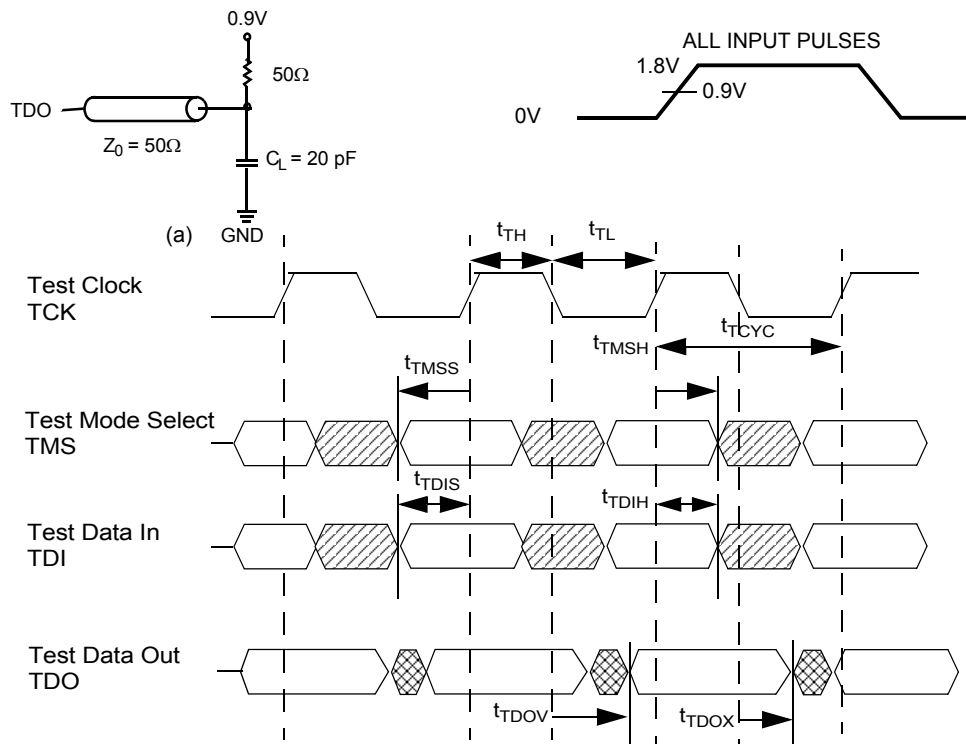 0.9V
ALL INPUT PULSES
50Ω
1.8V
0.9V
TDO
0V
Z0 = 50Ω
CL = 20 pF
(a)
GND
tTH
tTL
Test Clock
TCK
tTCYC
tTMSH
tTMSS
Test Mode Select
TMS
tTDIS
tTDIH
Test Data In
TDI
Test Data Out
TDO
tTDOV
tTDOX